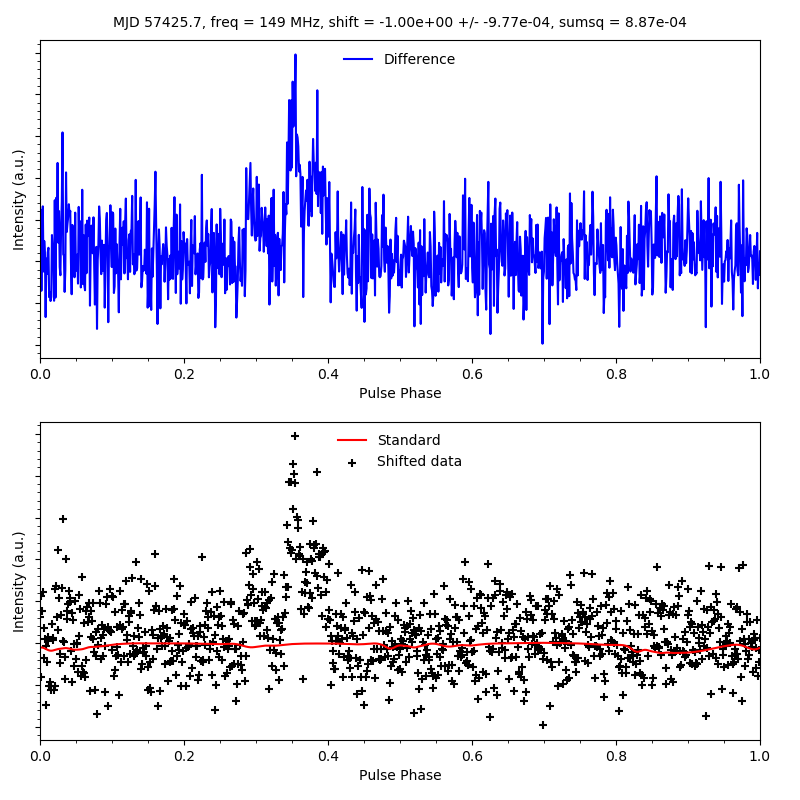 MJD 57425.7, freq = 149 MHz, shift = -1.00e+00 +/- -9.77e-04, sumsq = 8.87e-04
Difference
Intensity (a.u.)
0.0 0.2 0.4 0.6 0.8 1.0
Pulse Phase
Standard
Shifted data
Intensity (a.u.)
0.0 0.2 0.4 0.6 0.8 1.0
Pulse Phase